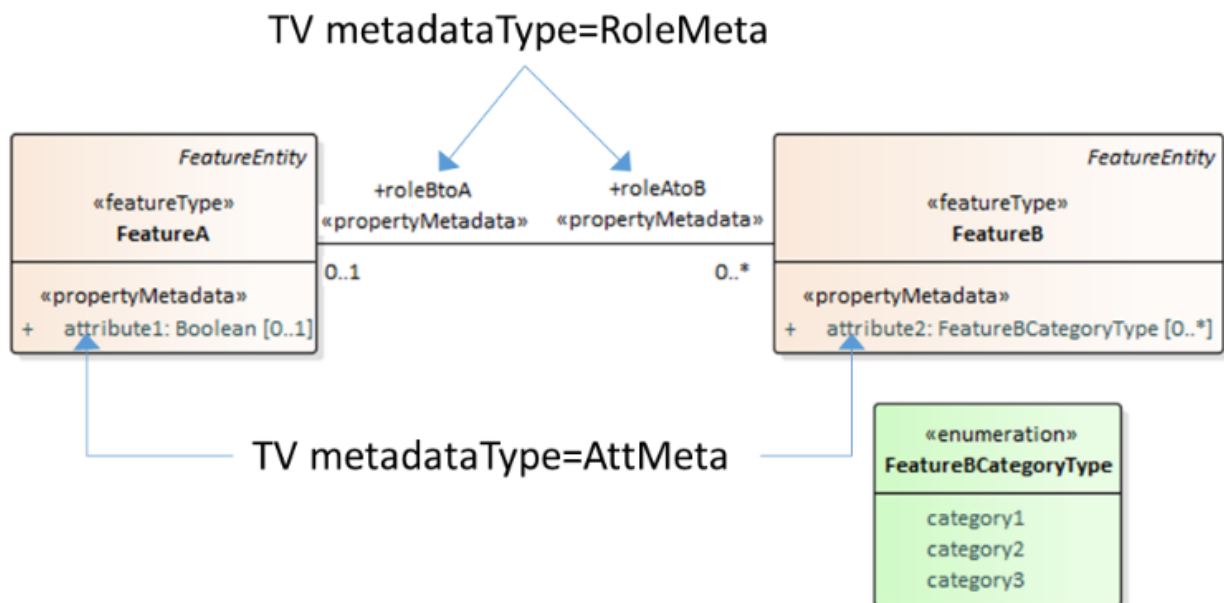 TV metadataType=RoleMeta
FeatureEntity
«featureType»
FeatureA
«propertyMetadata»
+ attribute1: Boolean [0..1]
+roleBtoA
«propertyMetadata»
0..1
+roleAtoB
«propertyMetadata»
0..*
FeatureEntity
«featureType»
FeatureB
«propertyMetadata»
+ attribute2: FeatureBCategoryType [0..*]
TV metadataType=AttMeta
«enumeration»
FeatureBCategoryType
category1
category2
category3